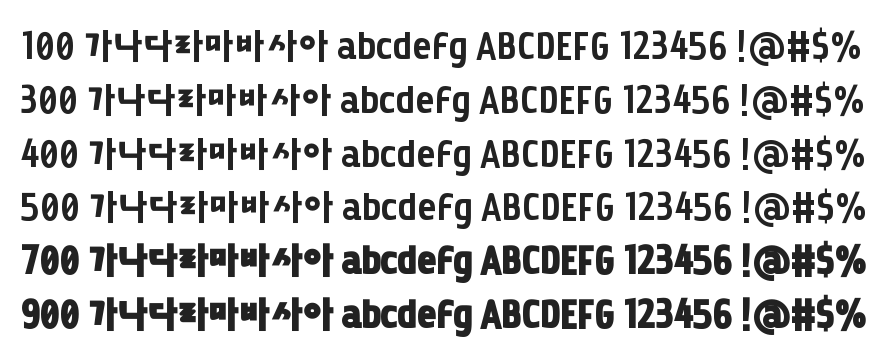 100 가나다라마바사아 abcdefg ABCDEFG 123456 !@#$%
300 가나다라마바사아 abcdefg ABCDEFG 123456 !@#$%
400 가나다라마바사아 abcdefg ABCDEFG 123456 !@#$%
500 가나다라마바사아 abcdefg ABCDEFG 123456 !@#$%
700 가나다라마바사아 abcdefg ABCDEFG 123456 !@#$%
900 가나다라마바사아 abcdefg ABCDEFG 123456 !@#$%